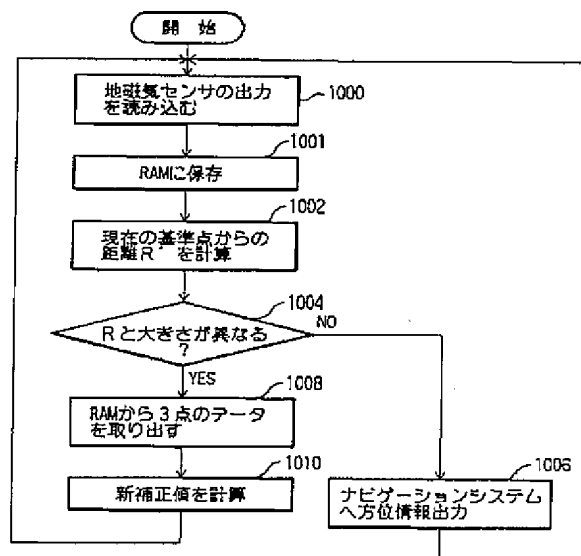 開 始
地磁気センサの出力
を読み込む
1000
1001
RAMに保存
1002
現在の基準点からの
距離R' を計算
1004
Rと大きさが異なる
?
NO
YES
1008
RAMから3点のデータ
を取り出す
1010
新補正値を計算
1006
ナビゲーションシステム
へ方位情報出力